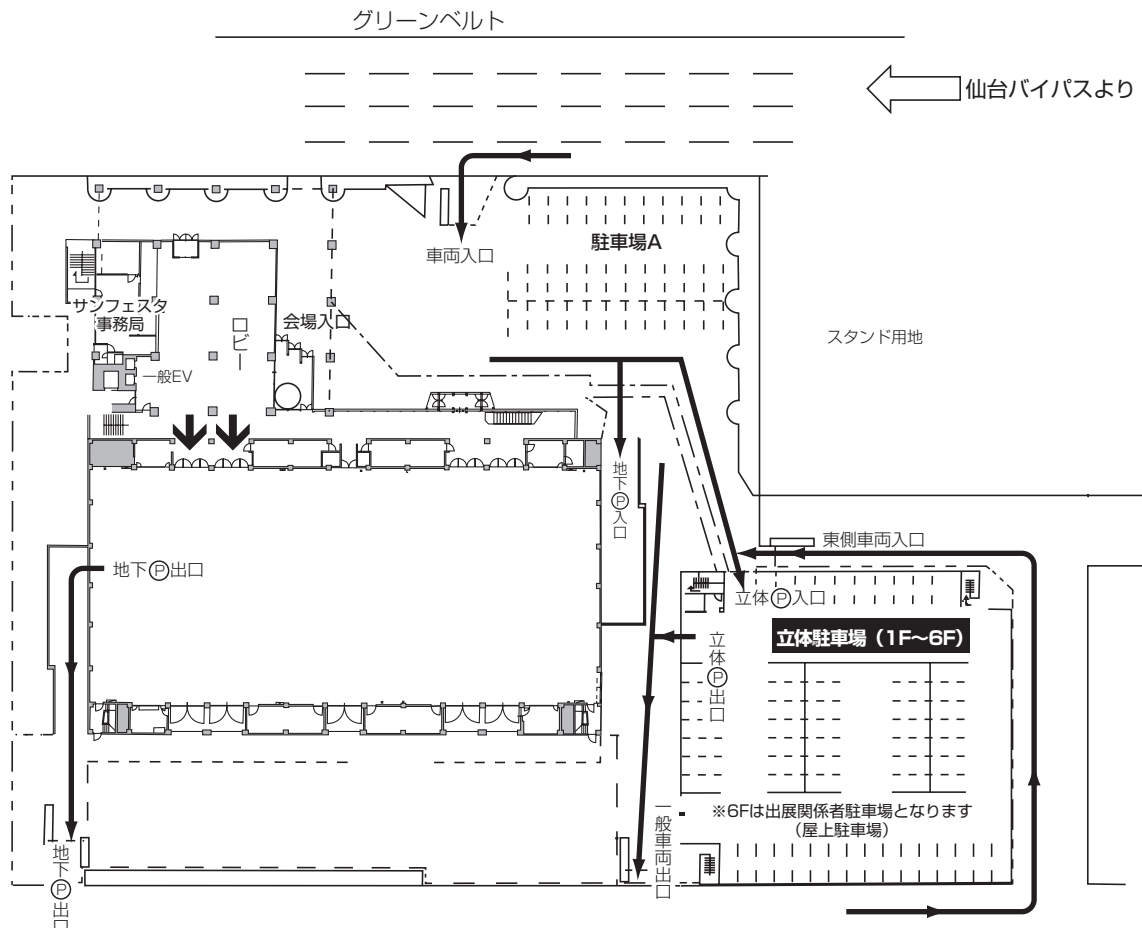 グリーンベルト
仙台バイパスより
車両入口
駐車場A
サンフェスタ
事務局
ロビー
会場入口
スタンド用地
一般EV
地下Ⓟ入口
東側車両入口
地下Ⓟ出口
立体Ⓟ入口
立体駐車場（1F〜6F）
立体Ⓟ出口
※6Fは出展関係者駐車場となります
（屋上駐車場）
一般車両出口
地下Ⓟ出口